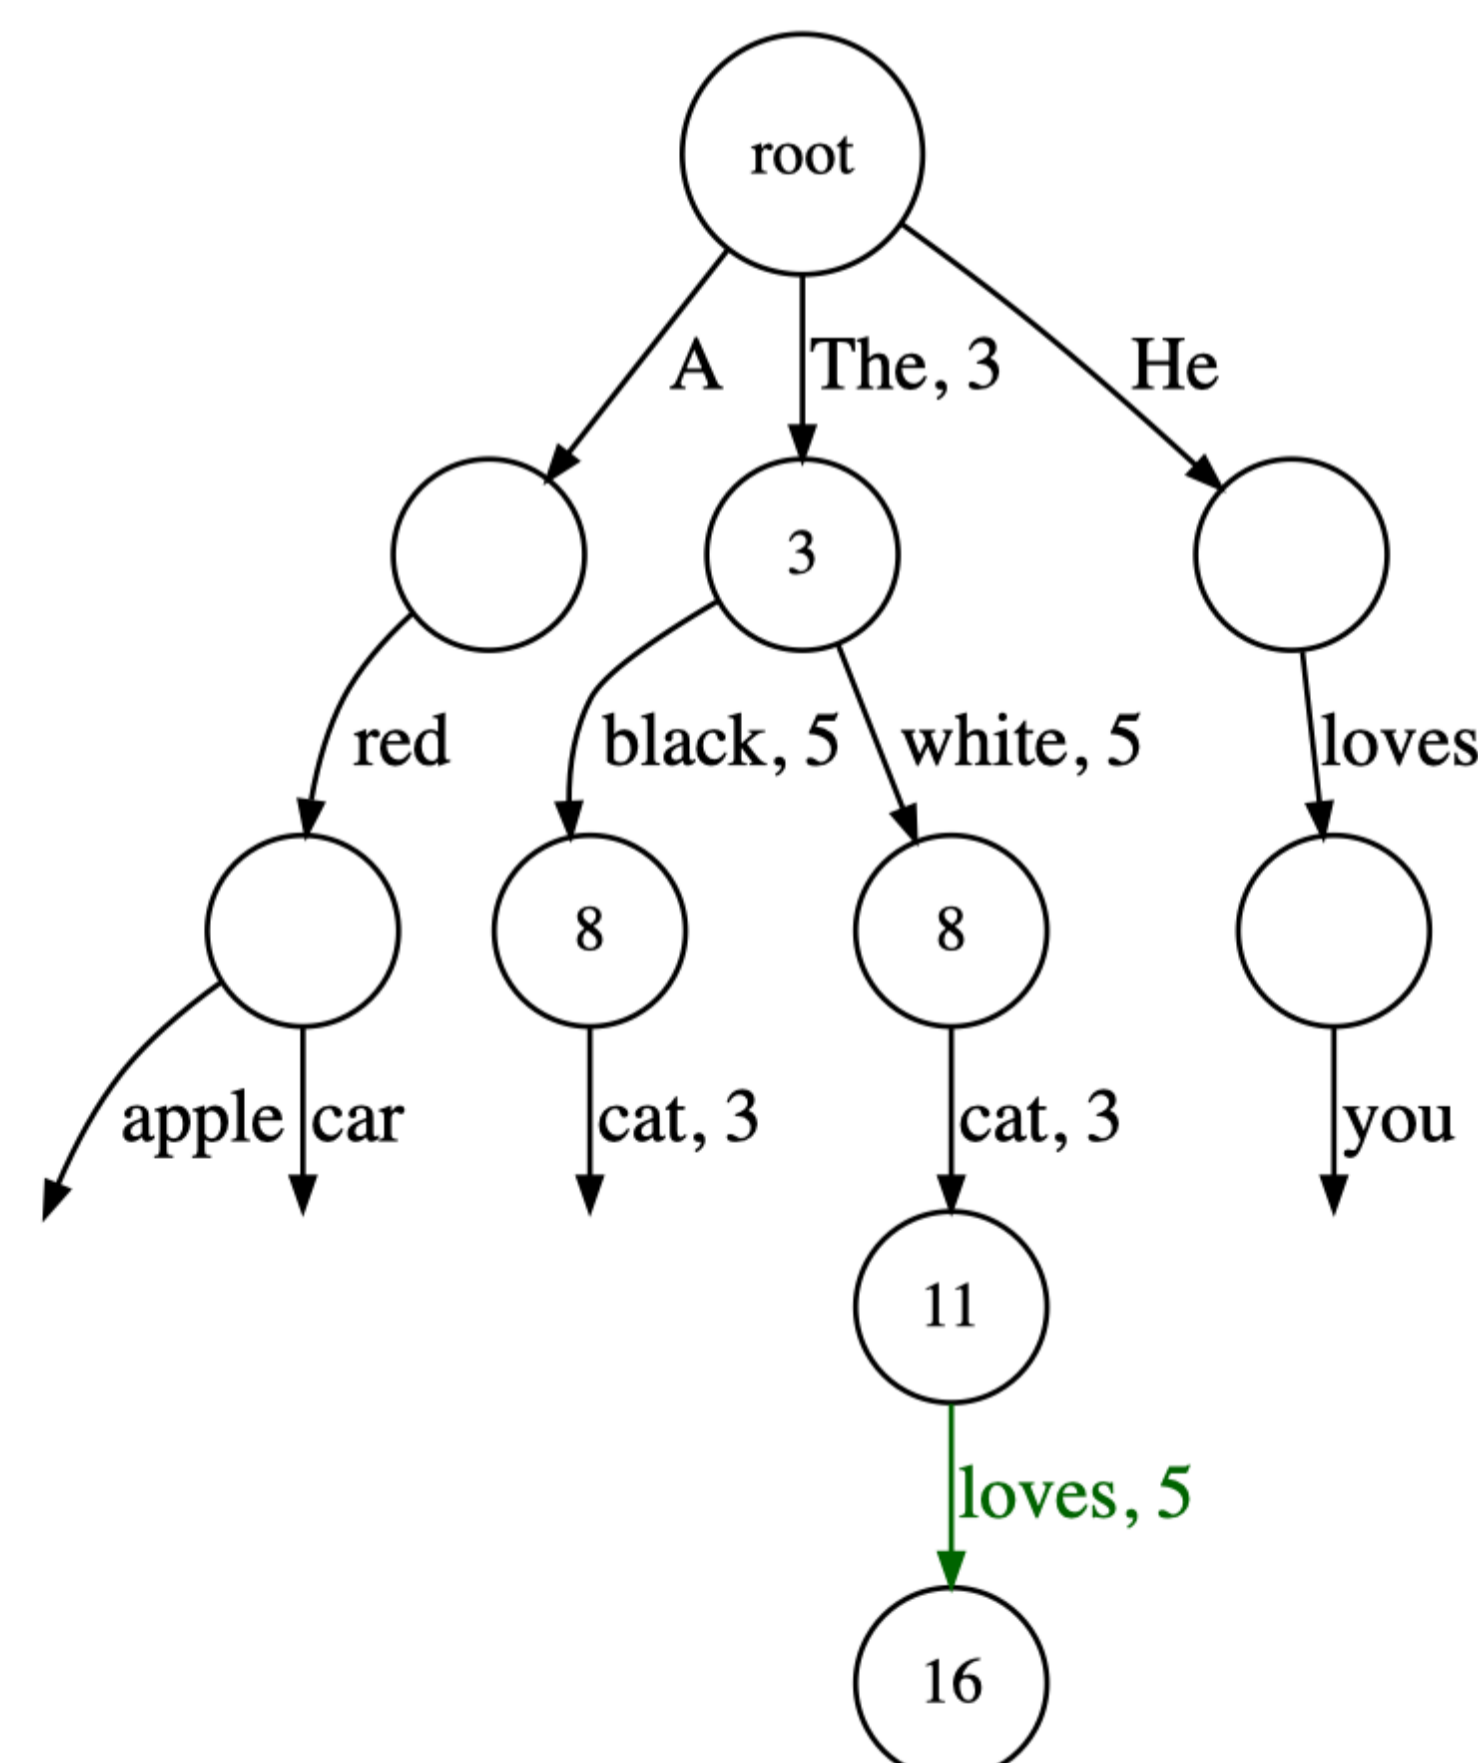 root
A
The, 3
He
3
red
black, 5
white, 5
loves
8
8
apple
car
cat, 3
cat, 3
you
11
loves, 5
16